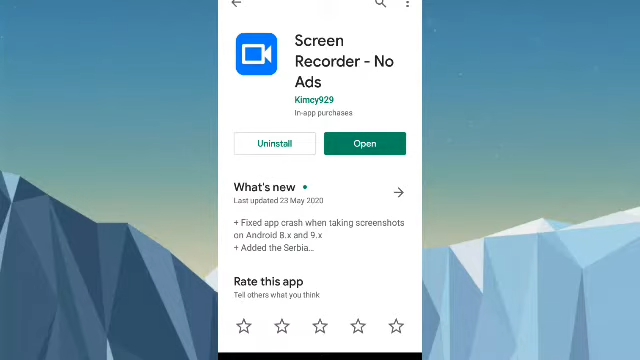 Screen
Recorder - No
Ads
Kimcy929
In-app purchases
Uninstall
Open
What's new
Last updated 23 May 2020
+ Fixed app crash when taking screenshots
on Android 8.x and 9.x
+ Added the Serbia...
Rate this app
Tell others what you think